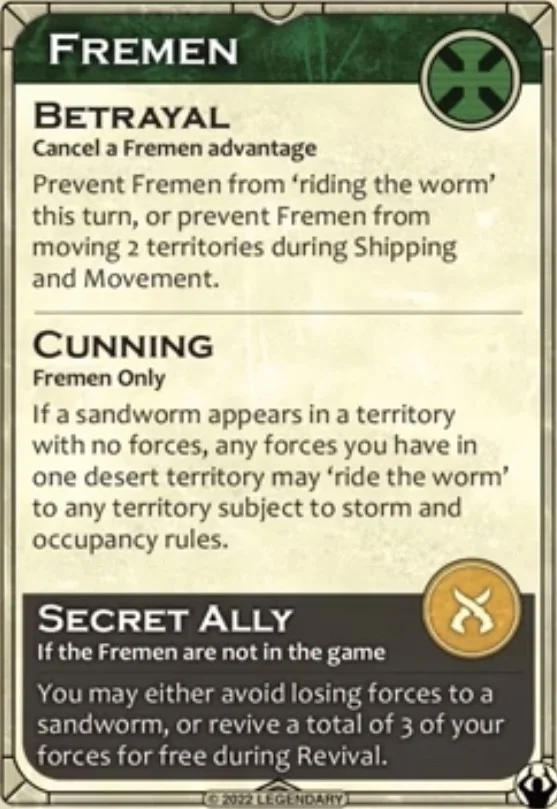 FREMEN
BETRAYAL
Cancel a Fremen advantage
Prevent Fremen from ‘riding the worm’
this turn, or prevent Fremen from
moving 2 territories during Shipping
and Movement.
CUNNING
Fremen Only
If a sandworm appears in a territory
with no forces, any forces you have in
one desert territory may ‘ride the worm’
to any territory subject to storm and
occupancy rules.
SECRET ALLY
If the Fremen are not in the game
You may either avoid losing forces to a
sandworm, or revive a total of 3 of your
forces for free during Revival.
© 2022 LEGENDARY